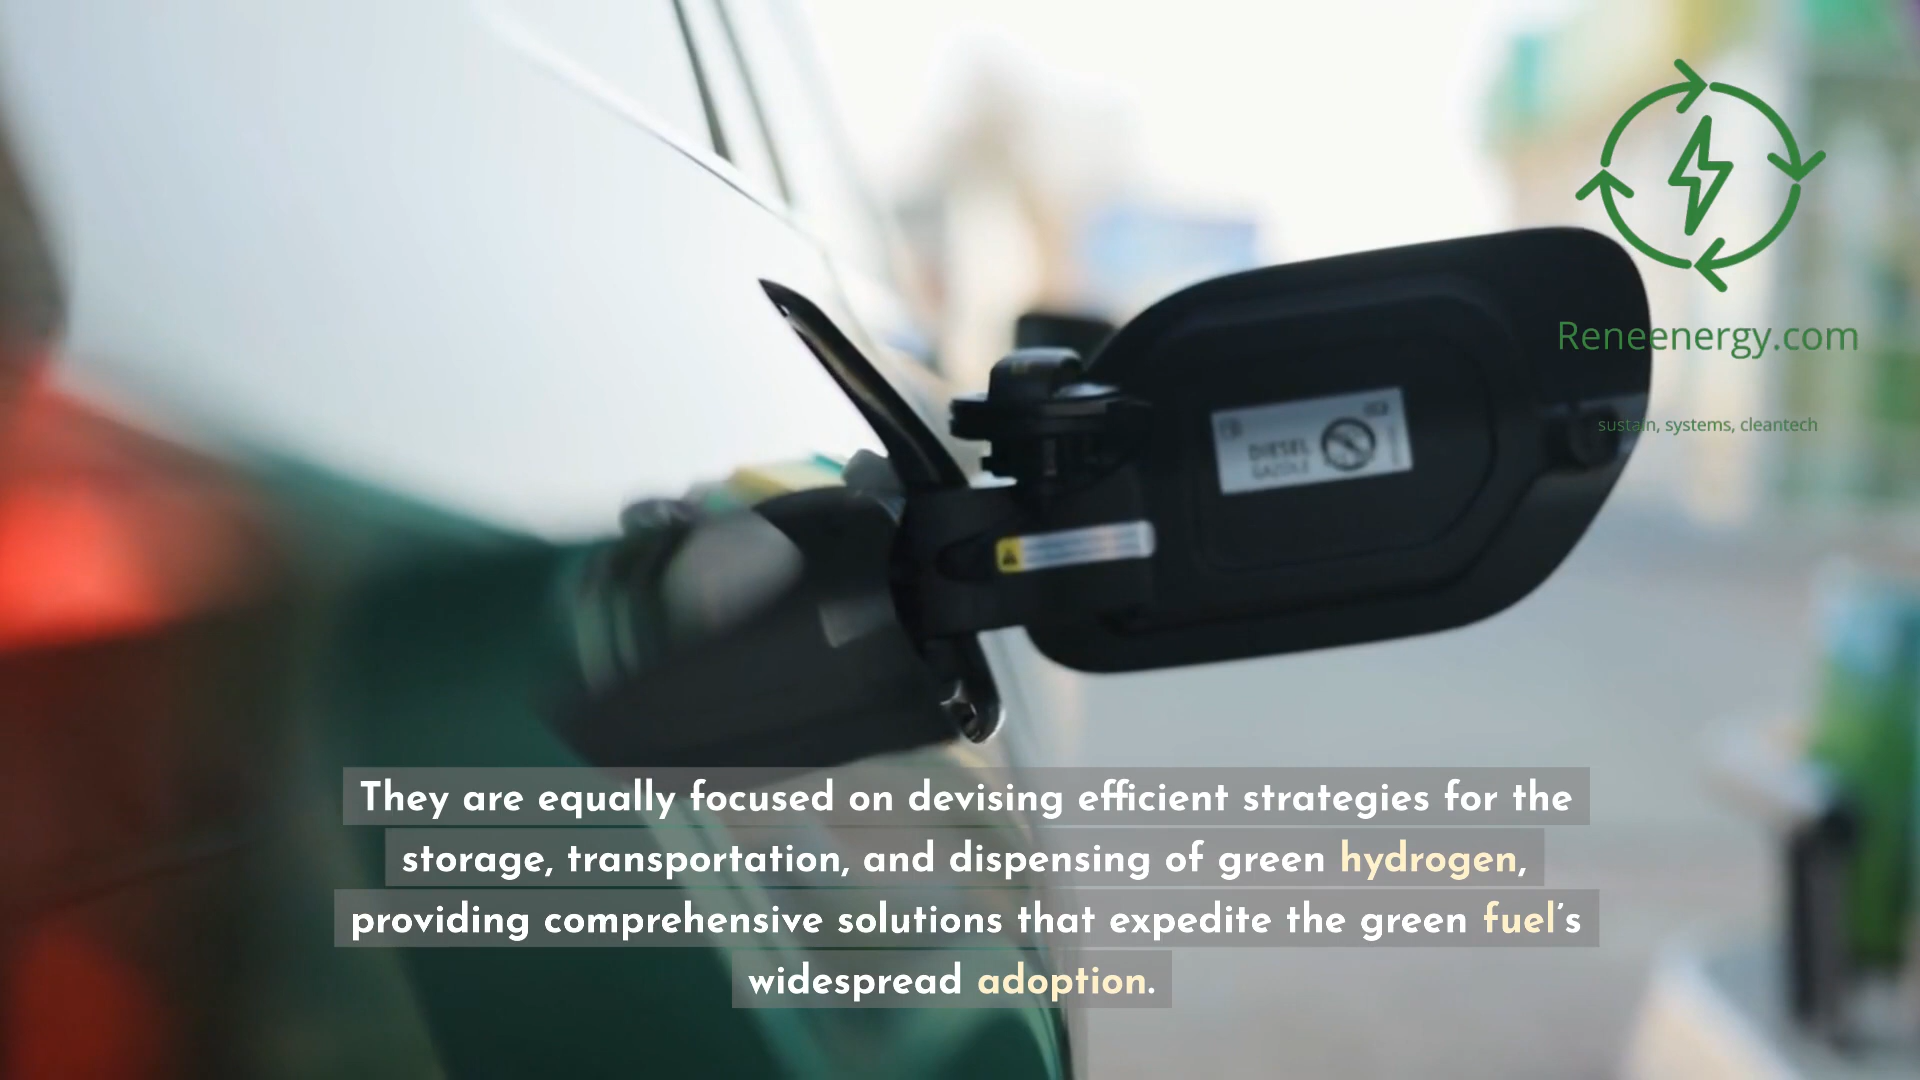 Reneenergy.com
sustain, systems, cleantech
DIESEL
GAZOLE
They are equally focused on devising efficient strategies for the
storage, transportation, and dispensing of green hydrogen,
providing comprehensive solutions that expedite the green fuel's
widespread adoption.